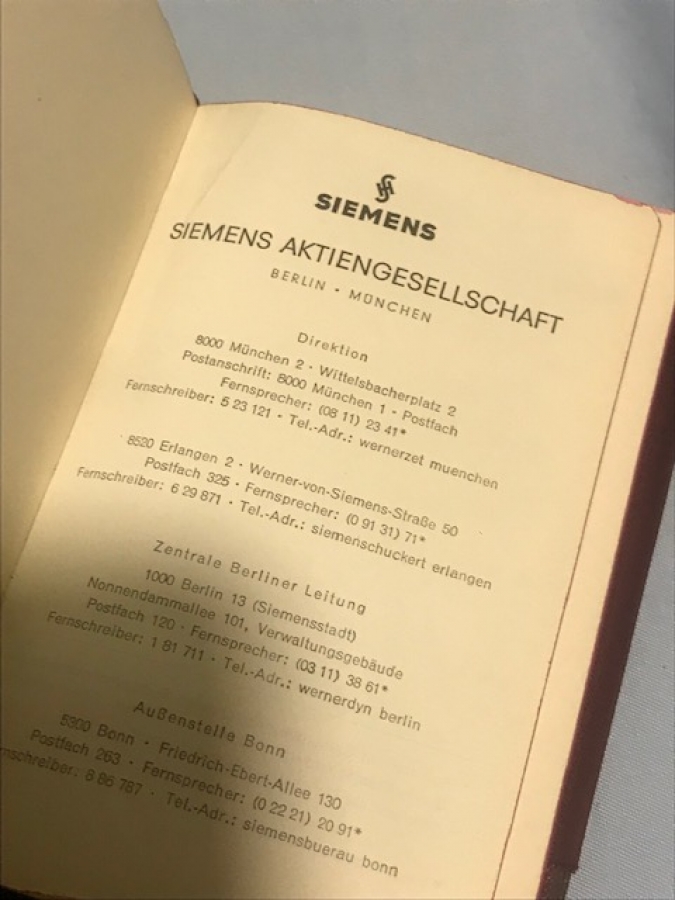 SIEMENS
SIEMENS AKTIENGESELLSCHAFT
BERLIN · MÜNCHEN
Direktion
8000 München 2 · Wittelsbacherplatz 2
Postanschrift: 8000 München 1 · Postfach
Fernsprecher: (08 11) 23 41*
Fernschreiber: 5 23 121 · Tel.-Adr.: wernerzet muenchen
8520 Erlangen 2 · Werner-von-Siemens-Straße 50
Postfach 325 · Fernsprecher: (0 91 31) 71*
Fernschreiber: 6 29 871 · Tel.-Adr.: siemenschuckert erlangen
Zentrale Berliner Leitung
1000 Berlin 13 (Siemensstadt)
Nonnendammallee 101, Verwaltungsgebäude
Postfach 120 · Fernsprecher: (03 11) 38 61*
Fernschreiber: 1 81 711 · Tel.-Adr.: wernerdyn berlin
Außenstelle Bonn
5300 Bonn · Friedrich-Ebert-Allee 130
Postfach 263 · Fernsprecher: (0 22 21) 20 91*
nschreiber: 8 86 787 · Tel.-Adr.: siemensbuerau bonn